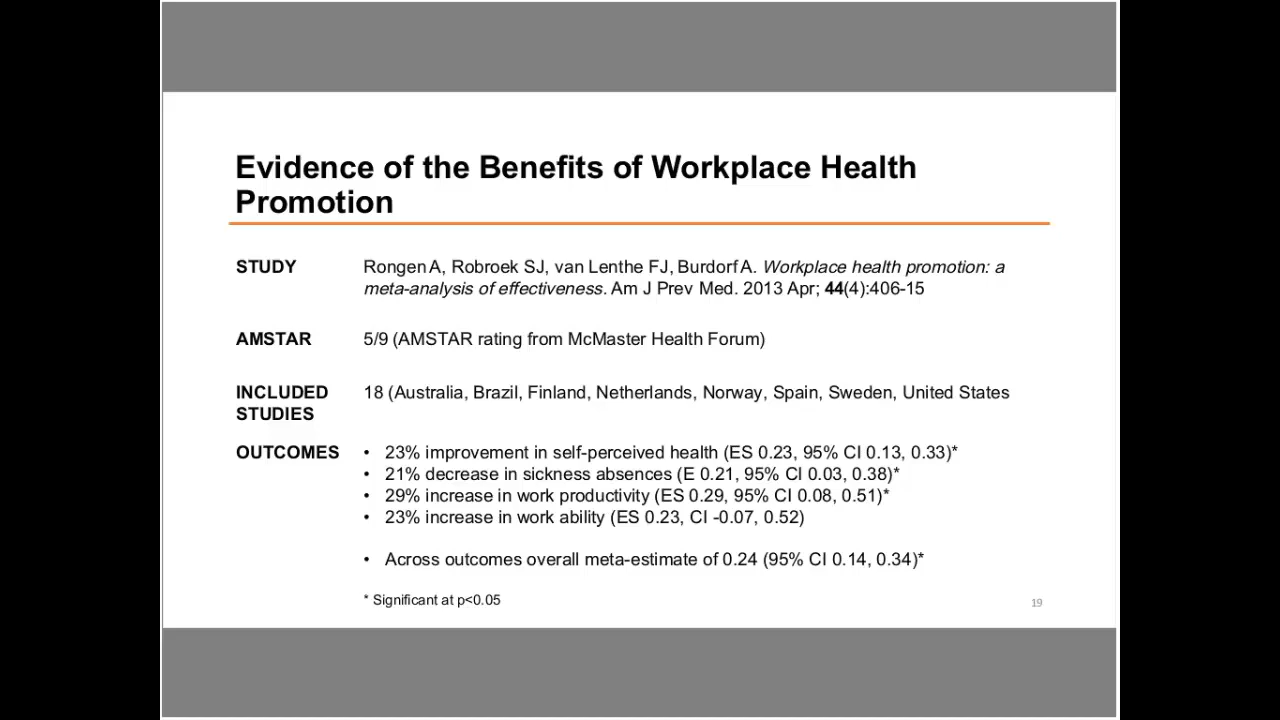 Evidence of the Benefits of Workplace Health
Promotion
STUDY Rongen A, Robroek SJ, van Lenthe FJ, Burdorf A. Workplace health promotion: a
meta-analysis of effectiveness. Am J Prev Med. 2013 Apr; 44(4):406-15
AMSTAR 5/9 (AMSTAR rating from McMaster Health Forum)
INCLUDED 18 (Australia, Brazil, Finland, Netherlands, Norway, Spain, Sweden, United States
STUDIES
OUTCOMES • 23% improvement in self-perceived health (ES 0.23, 95% CI 0.13, 0.33)*
• 21% decrease in sickness absences (E 0.21, 95% CI 0.03, 0.38)*
• 29% increase in work productivity (ES 0.29, 95% CI 0.08, 0.51)*
• 23% increase in work ability (ES 0.23, CI -0.07, 0.52)
• Across outcomes overall meta-estimate of 0.24 (95% CI 0.14, 0.34)*
* Significant at p<0.05
19